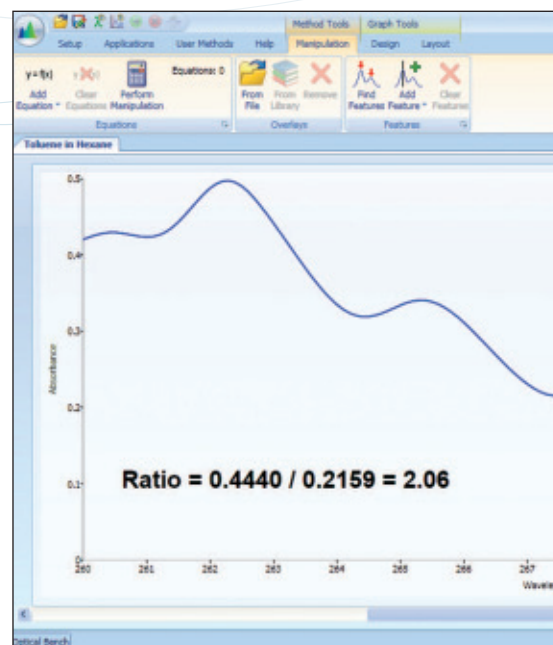 Method Tools Graph Tools
Setup Applications User Methods Help Manipulation Design Layout
y=f(x) Equations: 0
Add Equation Clear Equations Perform Manipulation From File From Library Remove Find Features Add Feature Clear Features
Equations Overlays Features
Toluene in Hexane
0.5
0.4
0.3
Absorbance
0.2
0.1
Ratio = 0.4440 / 0.2159 = 2.06
0
260 261 262 263 264 265 266 267
Wavele
Optical Bench